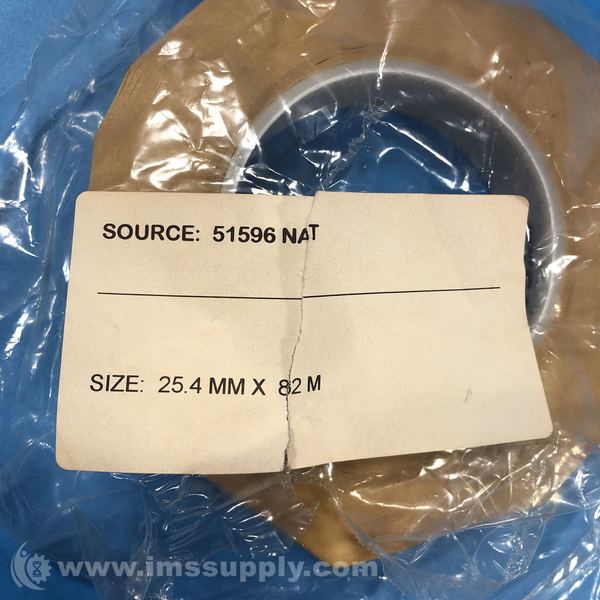 SOURCE: 51596 NAT
SIZE: 25.4 MM X 82 M
www.imssupply.com